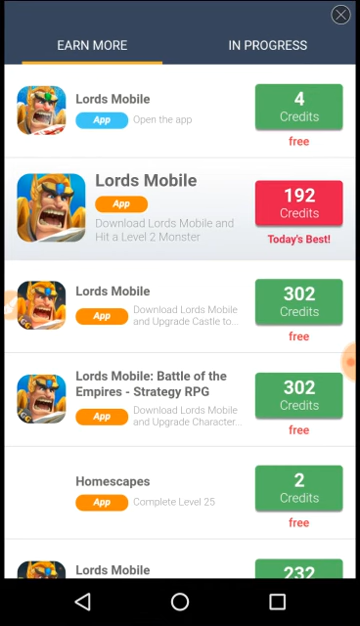 EARN MORE
IN PROGRESS
Lords Mobile
App
Open the app
4
Credits
free
Lords Mobile
App
Download Lords Mobile and
Hit a Level 2 Monster
192
Credits
Today's Best!
Lords Mobile
App
Download Lords Mobile
and Upgrade Castle to...
302
Credits
free
Lords Mobile: Battle of the
Empires - Strategy RPG
App
Download Lords Mobile
and Upgrade Character...
302
Credits
free
Homescapes
App
Complete Level 25
2
Credits
free
Lords Mobile
232